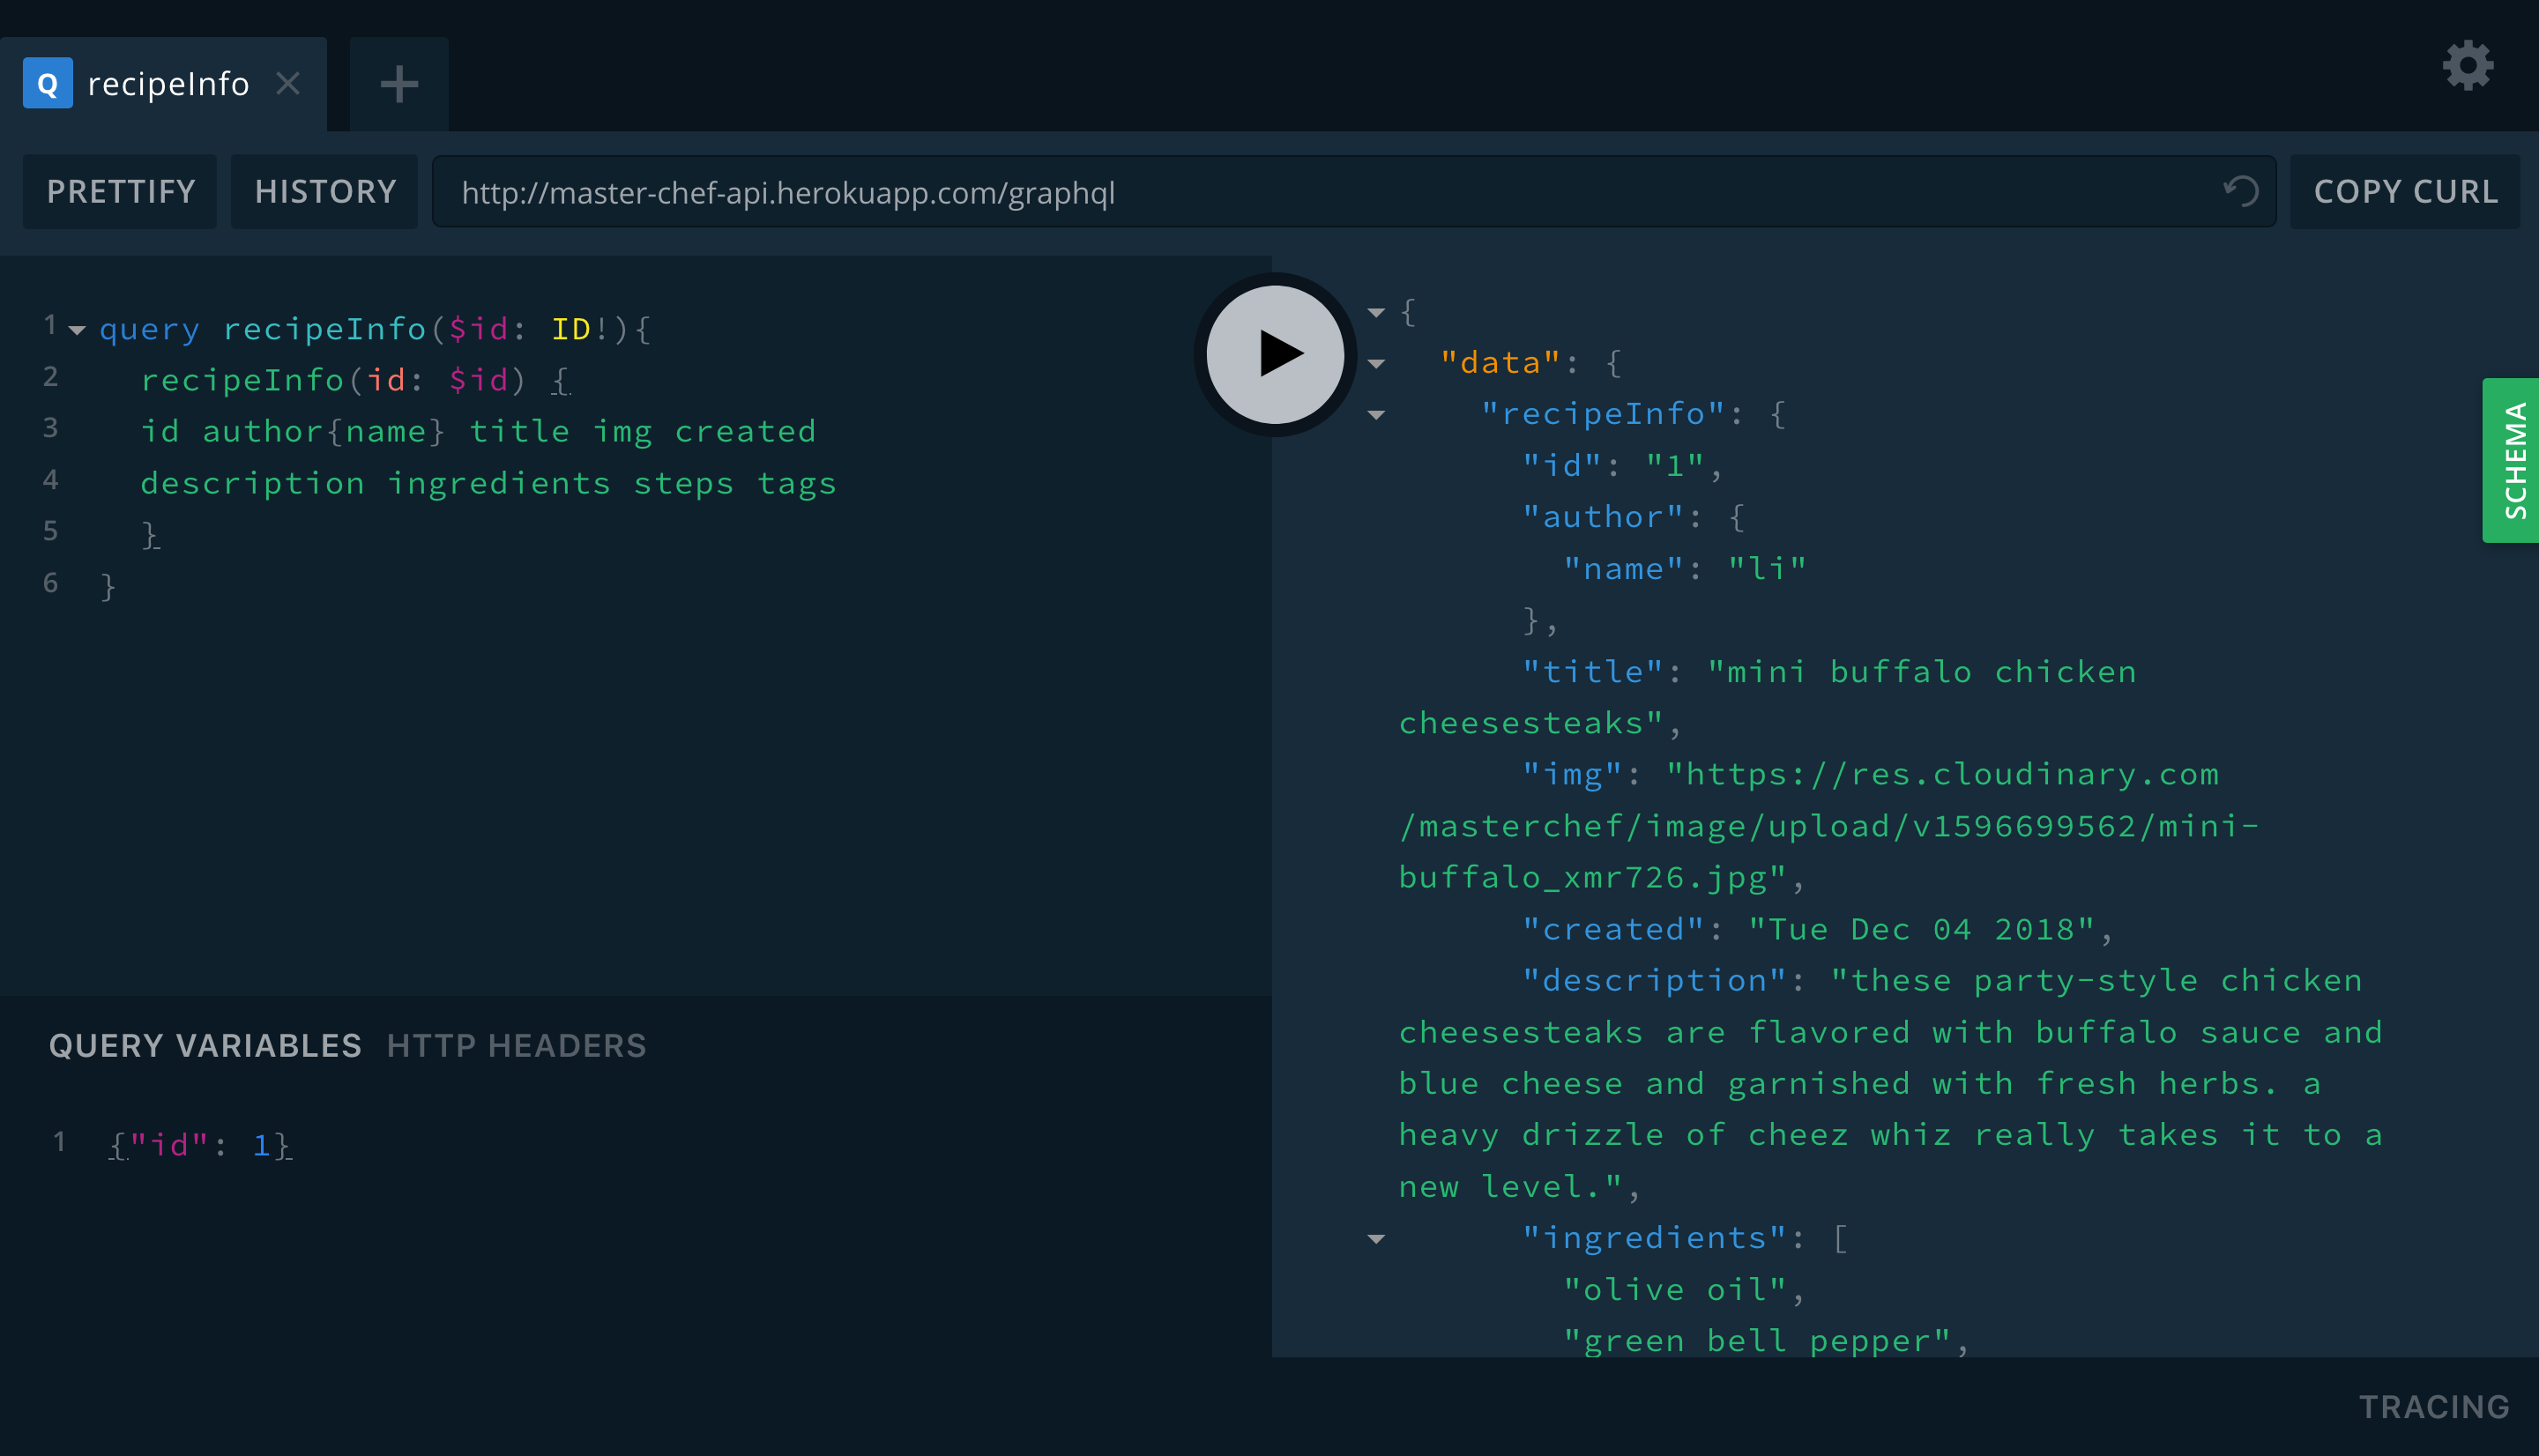 Q recipeInfo
PRETTIFY HISTORY http://master-chef-api.herokuapp.com/graphql COPY CURL
1 query recipeInfo($id: ID!){
2 recipeInfo(id: $id) {
3 id author{name} title img created
4 description ingredients steps tags
5 }
6 }
QUERY VARIABLES HTTP HEADERS
1 {"id": 1}
{
"data": {
"recipeInfo": {
"id": "1",
"author": {
"name": "li"
},
"title": "mini buffalo chicken
cheesesteaks",
"img": "https://res.cloudinary.com
/masterchef/image/upload/v1596699562/mini-
buffalo_xmr726.jpg",
"created": "Tue Dec 04 2018",
"description": "these party-style chicken
cheesesteaks are flavored with buffalo sauce and
blue cheese and garnished with fresh herbs. a
heavy drizzle of cheez whiz really takes it to a
new level.",
"ingredients": [
"olive oil",
"green bell pepper",
SCHEMA
TRACING